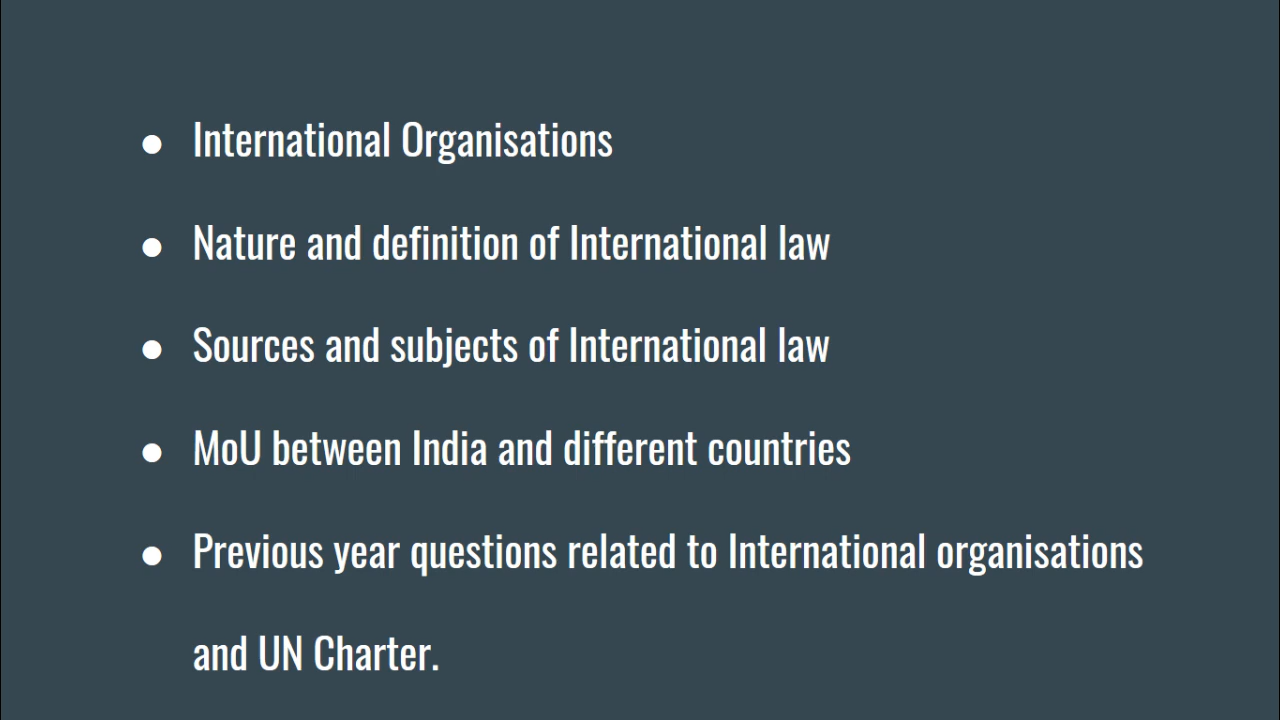 ● International Organisations
● Nature and definition of International law
● Sources and subjects of International law
● MoU between India and different countries
● Previous year questions related to International organisations
and UN Charter.